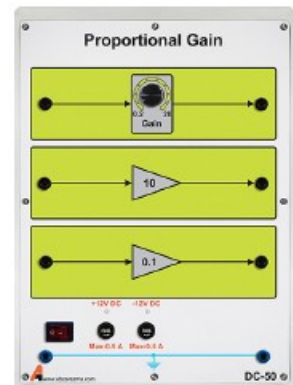 Proportional Gain
Gain
10
0.1
+12V DC -12V DC
Max:0.5 A Max:0.5 A
DC-50